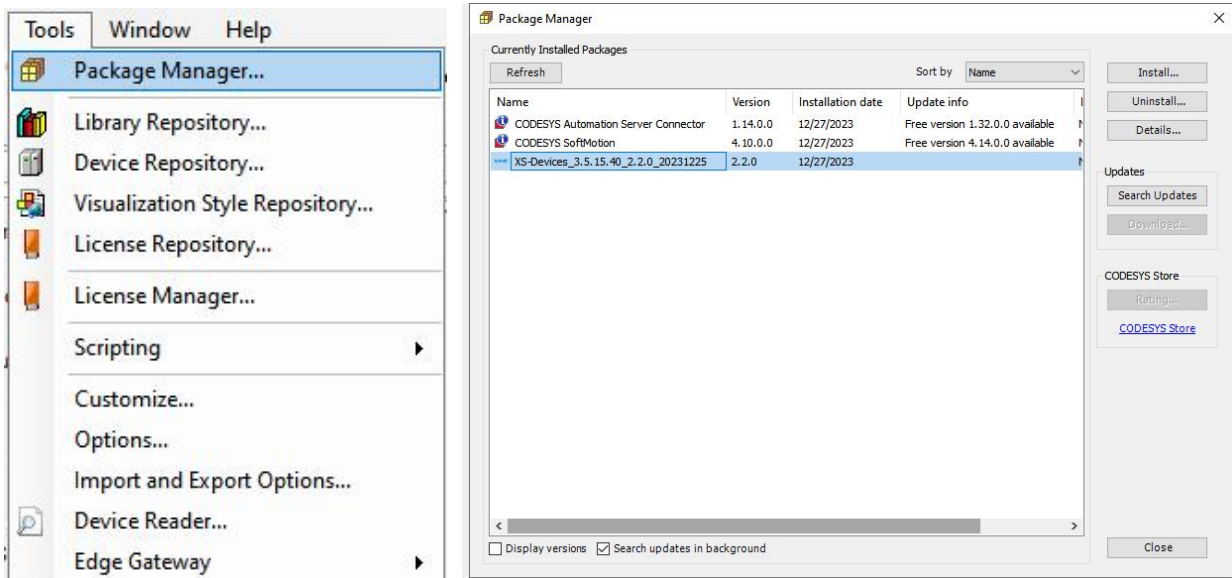 Tools Window Help
Package Manager...
Library Repository...
Device Repository...
Visualization Style Repository...
License Repository...
License Manager...
Scripting
Customize...
Options...
Import and Export Options...
Device Reader...
Edge Gateway
Package Manager
Currently Installed Packages
Refresh
Sort by Name
Name Version Installation date Update info
CODESYS Automation Server Connector 1.14.0.0 12/27/2023 Free version 1.32.0.0 available
CODESYS SoftMotion 4.10.0.0 12/27/2023 Free version 4.14.0.0 available
XS-Devices_3.5.15.40_2.2.0_20231225 2.2.0 12/27/2023
Display versions Search updates in background
Install...
Uninstall...
Details...
Updates
Search Updates
Download...
CODESYS Store
Rating...
CODESYS Store
Close